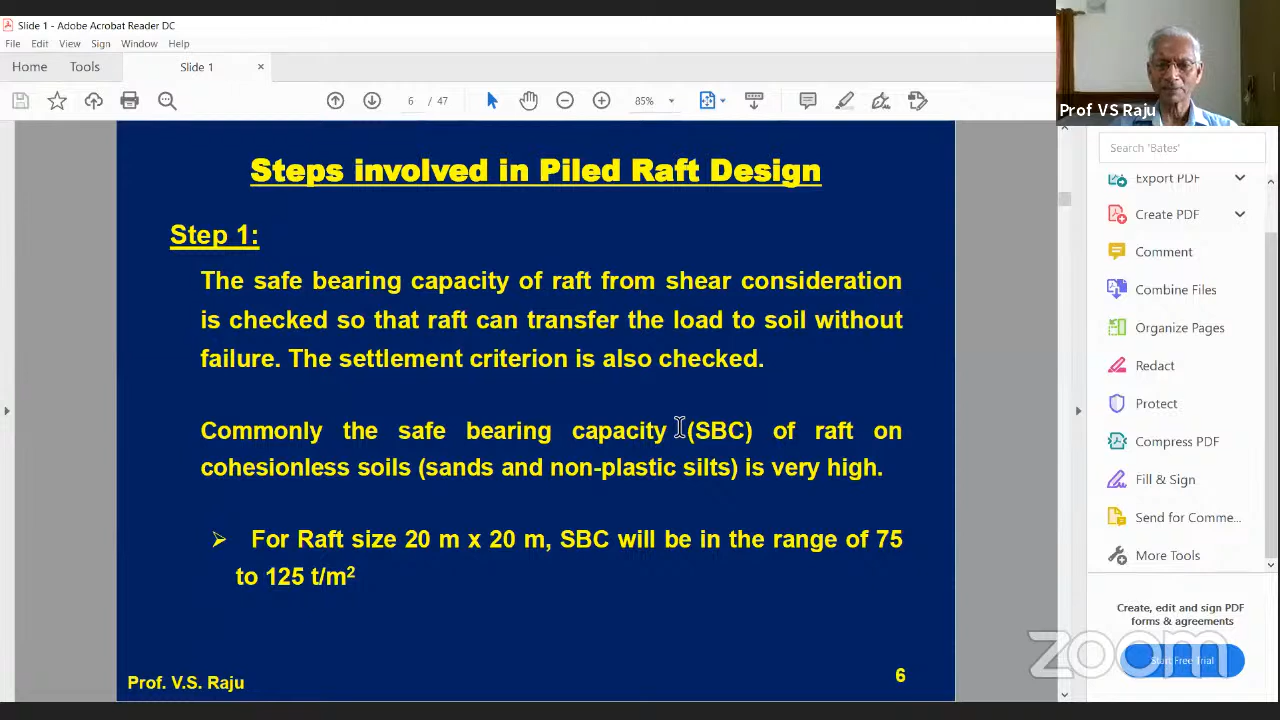 Slide 1 - Adobe Acrobat Reader DC
File Edit View Sign Window Help
Home Tools Slide 1 ×
6 / 47 85%
Prof VS Raju
Search 'Bates'
Export PDF
Create PDF
Comment
Combine Files
Organize Pages
Redact
Protect
Compress PDF
Fill & Sign
Send for Comme...
More Tools
Create, edit and sign PDF
forms & agreements
Start Free Trial
zoom
Steps involved in Piled Raft Design
Step 1:
The safe bearing capacity of raft from shear consideration
is checked so that raft can transfer the load to soil without
failure. The settlement criterion is also checked.
Commonly the safe bearing capacity (SBC) of raft on
cohesionless soils (sands and non-plastic silts) is very high.
➢ For Raft size 20 m x 20 m, SBC will be in the range of 75
to 125 t/m²
Prof. V.S. Raju
6